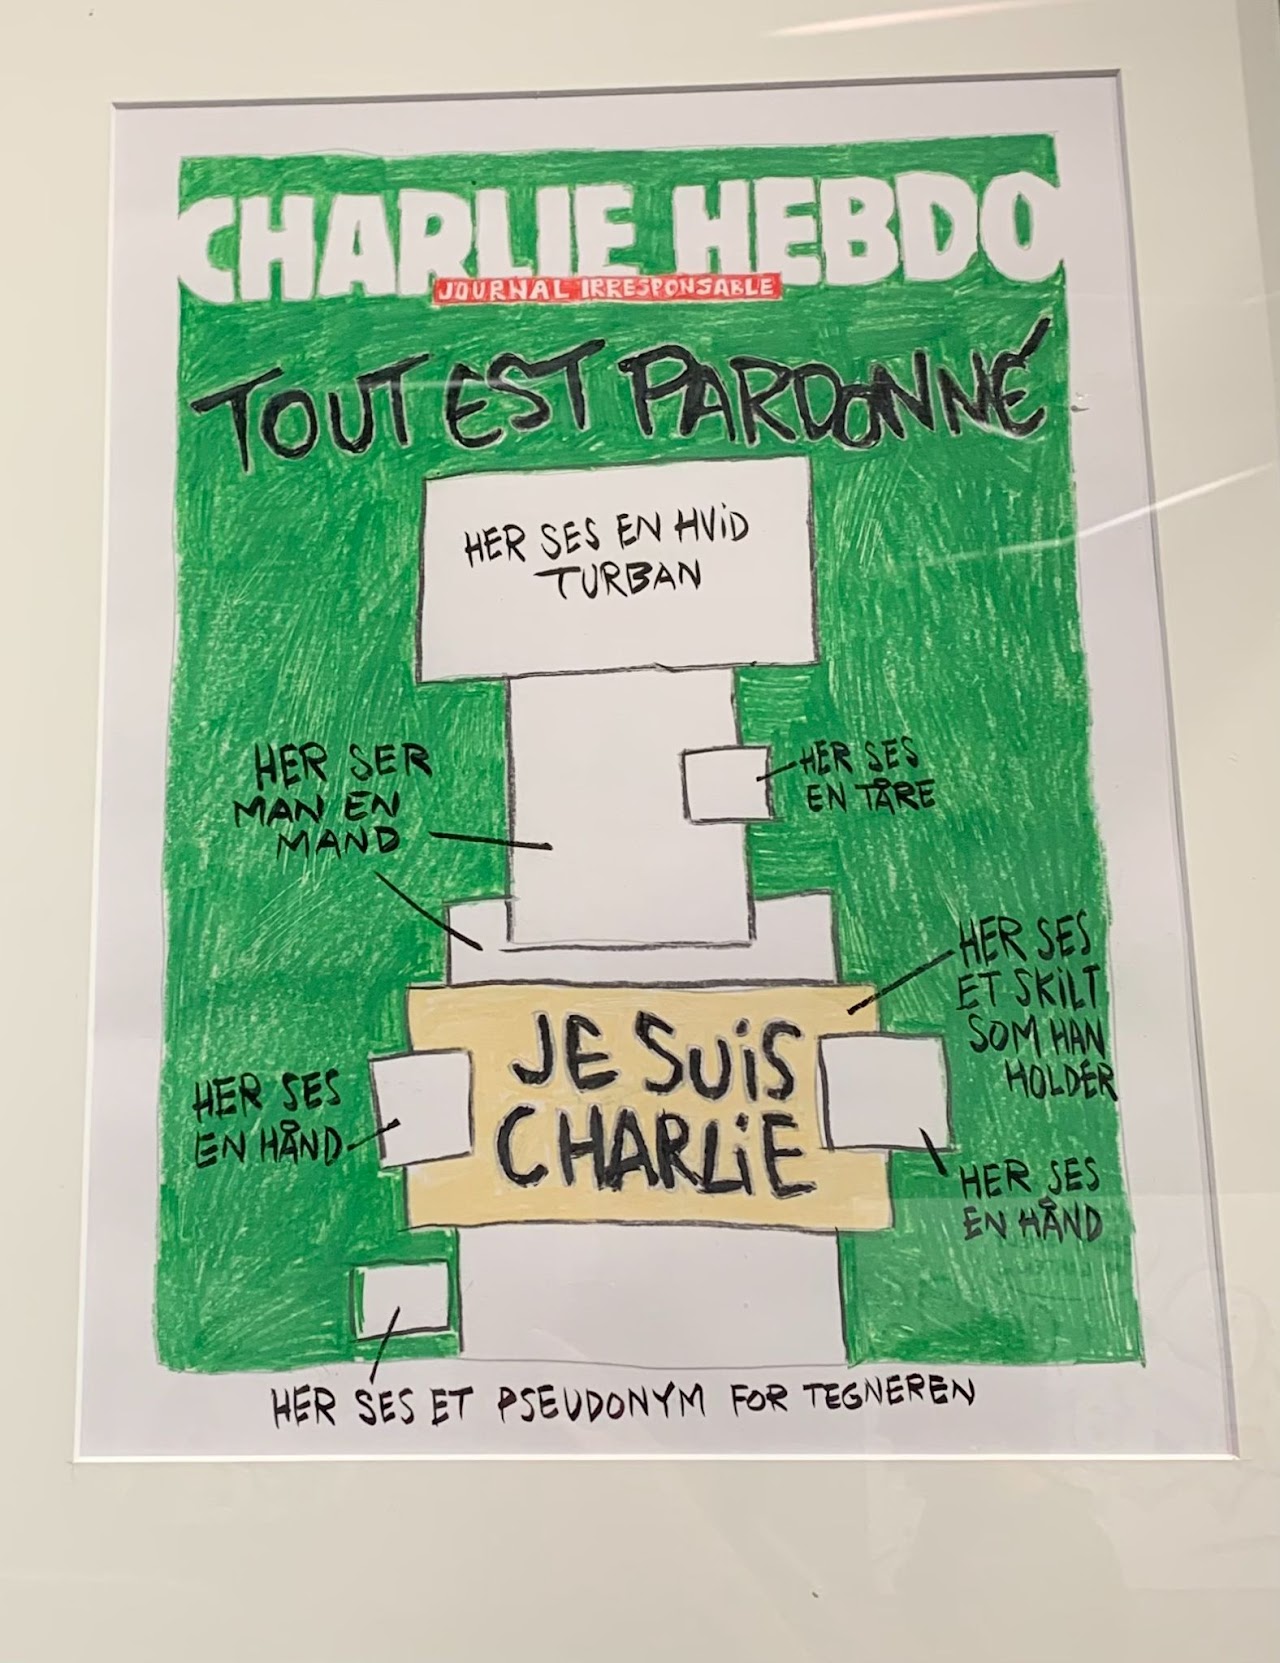 CHARLIE HEBDO
JOURNAL IRRESPONSABLE
TOUT EST PARDONNÉ
HER SES EN HVID
TURBAN
HER SER
MAN EN
MAND
HER SES
EN TÅRE
HER SES
ET SKILT
SOM HAN
HOLDER
JE SUIS
CHARLIE
HER SES
EN HÅND
HER SES
EN HÅND
HER SES ET PSEUDONYM FOR TEGNEREN